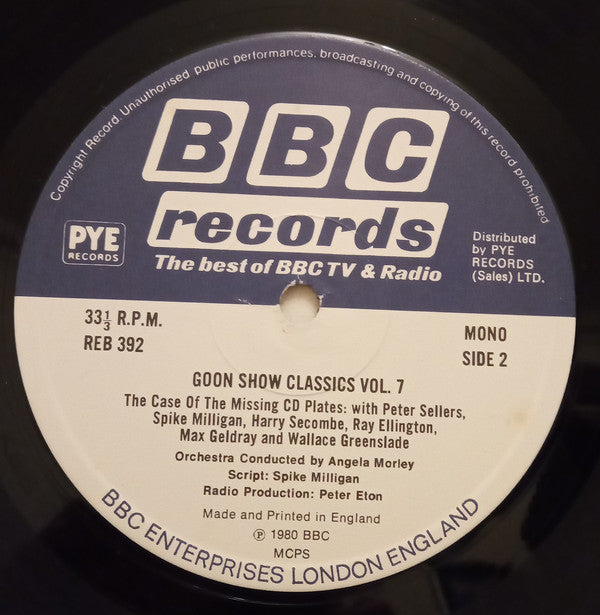 Copyright Record. Unauthorised public performances, broadcasting and copying of this record prohibited
BBC
records
The best of BBC TV & Radio
PYE
RECORDS
Distributed
by PYE
RECORDS
(Sales) LTD.
33⅓ R.P.M.
REB 392
MONO
SIDE 2
GOON SHOW CLASSICS VOL. 7
The Case Of The Missing CD Plates: with Peter Sellers,
Spike Milligan, Harry Secombe, Ray Ellington,
Max Geldray and Wallace Greenslade
Orchestra Conducted by Angela Morley
Script: Spike Milligan
Radio Production: Peter Eton
Made and Printed in England
℗ 1980 BBC
MCPS
BBC ENTERPRISES LONDON ENGLAND